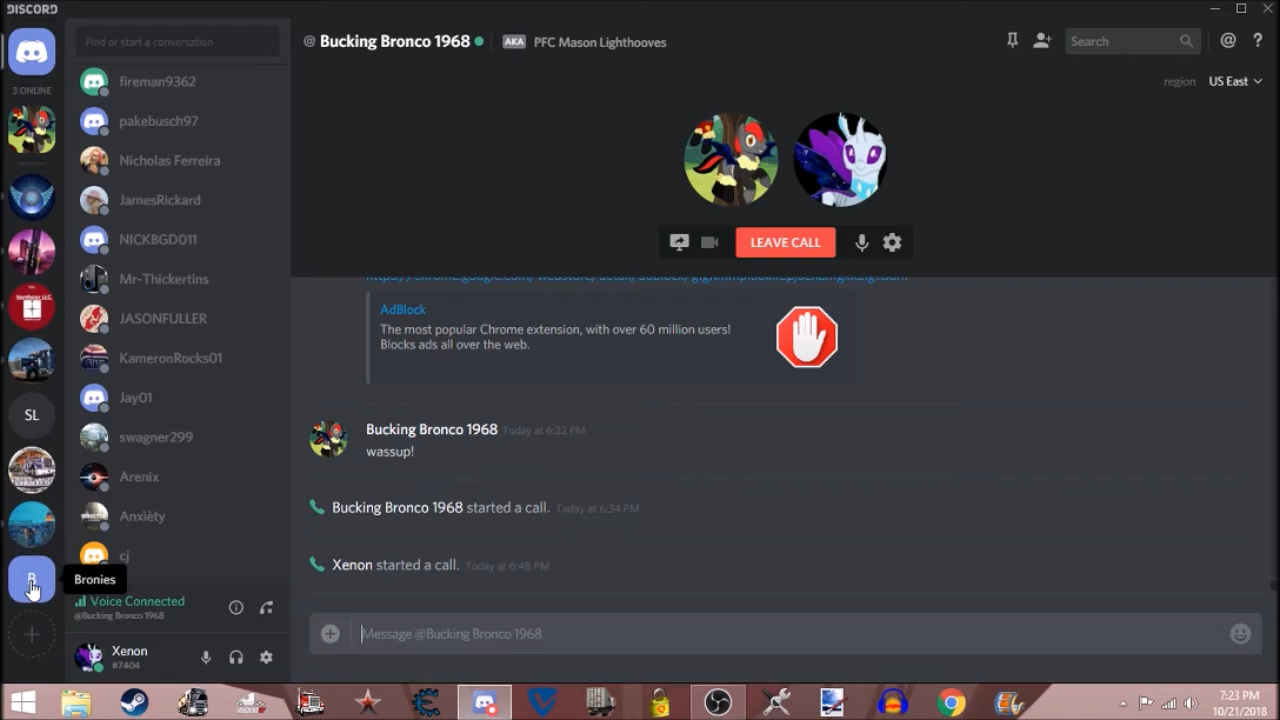 DISCORD
Find or start a conversation
@ Bucking Bronco 1968 AKA PFC Mason Lighthooves
Search
region US East
3 ONLINE
fireman9362
pakebusch97
Nicholas Ferreira
JamesRickard
NICKBGD011
Mr-Thickertins
JASONFULLER
KameronRocks01
Jay01
swagner299
Arenix
Anxièty
cj
SL
B
Bronies
Voice Connected
@Bucking Bronco 1968
Xenon
#7404
LEAVE CALL
AdBlock
The most popular Chrome extension, with over 60 million users!
Blocks ads all over the web.
Bucking Bronco 1968 Today at 6:22 PM
wassup!
Bucking Bronco 1968 started a call. Today at 6:34 PM
Xenon started a call. Today at 6:48 PM
Message @Bucking Bronco 1968
7:23 PM
10/21/2018